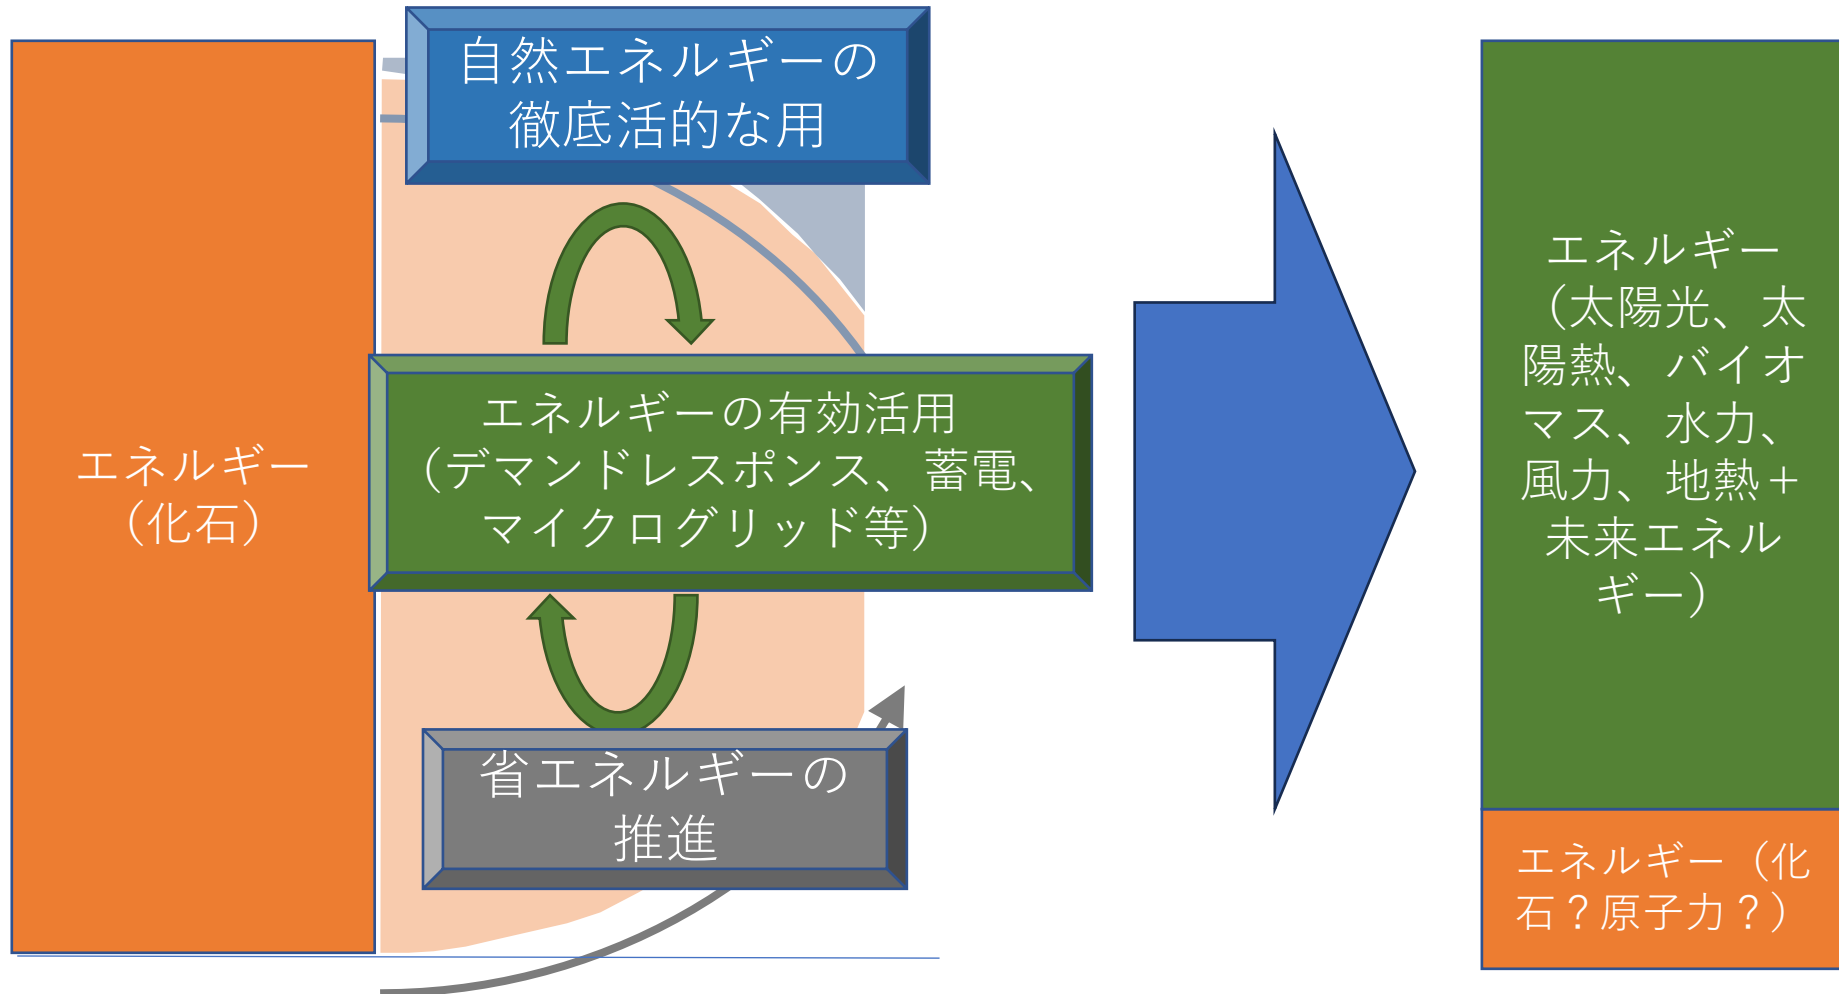 自然エネルギーの
徹底活的な用
エネルギー
（化石）
エネルギーの有効活用
（デマンドレスポンス、蓄電、
マイクログリッド等）
省エネルギーの
推進
エネルギー
（太陽光、太
陽熱、バイオ
マス、水力、
風力、地熱＋
未来エネル
ギー）
エネルギー（化
石？原子力？）